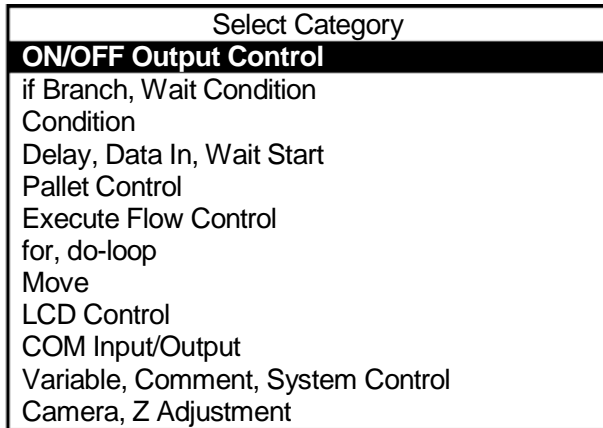 Select Category
ON/OFF Output Control
if Branch, Wait Condition
Condition
Delay, Data In, Wait Start
Pallet Control
Execute Flow Control
for, do-loop
Move
LCD Control
COM Input/Output
Variable, Comment, System Control
Camera, Z Adjustment